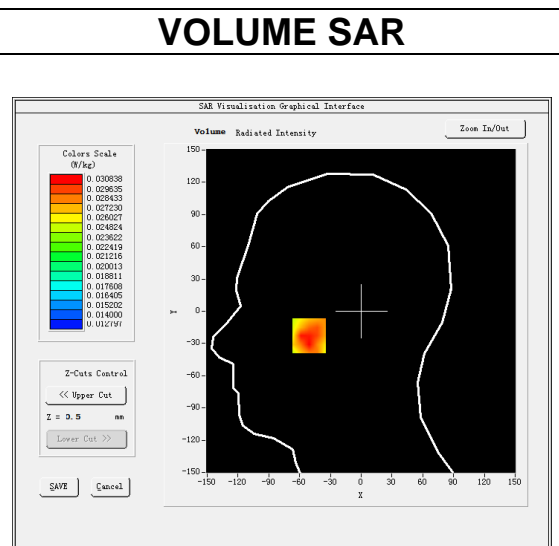 VOLUME SAR
SAR Visualisation Graphical Interface
Volume Radiated Intensity
Zoom In/Out
Colors Scale
(W/kg)
0.030838
0.029635
0.028433
0.027230
0.026027
0.024824
0.023622
0.022419
0.021216
0.020013
0.018811
0.017608
0.016405
0.015202
0.014000
0.012797
Z-Cuts Control
<< Upper Cut
Z = 0.5 mm
Lower Cut >>
SAVE Cancel
150
90
60
30
0
-30
-60
-90
-120
-150
Y
-150 -120 -90 -60 -30 0 30 60 90 120 150
X